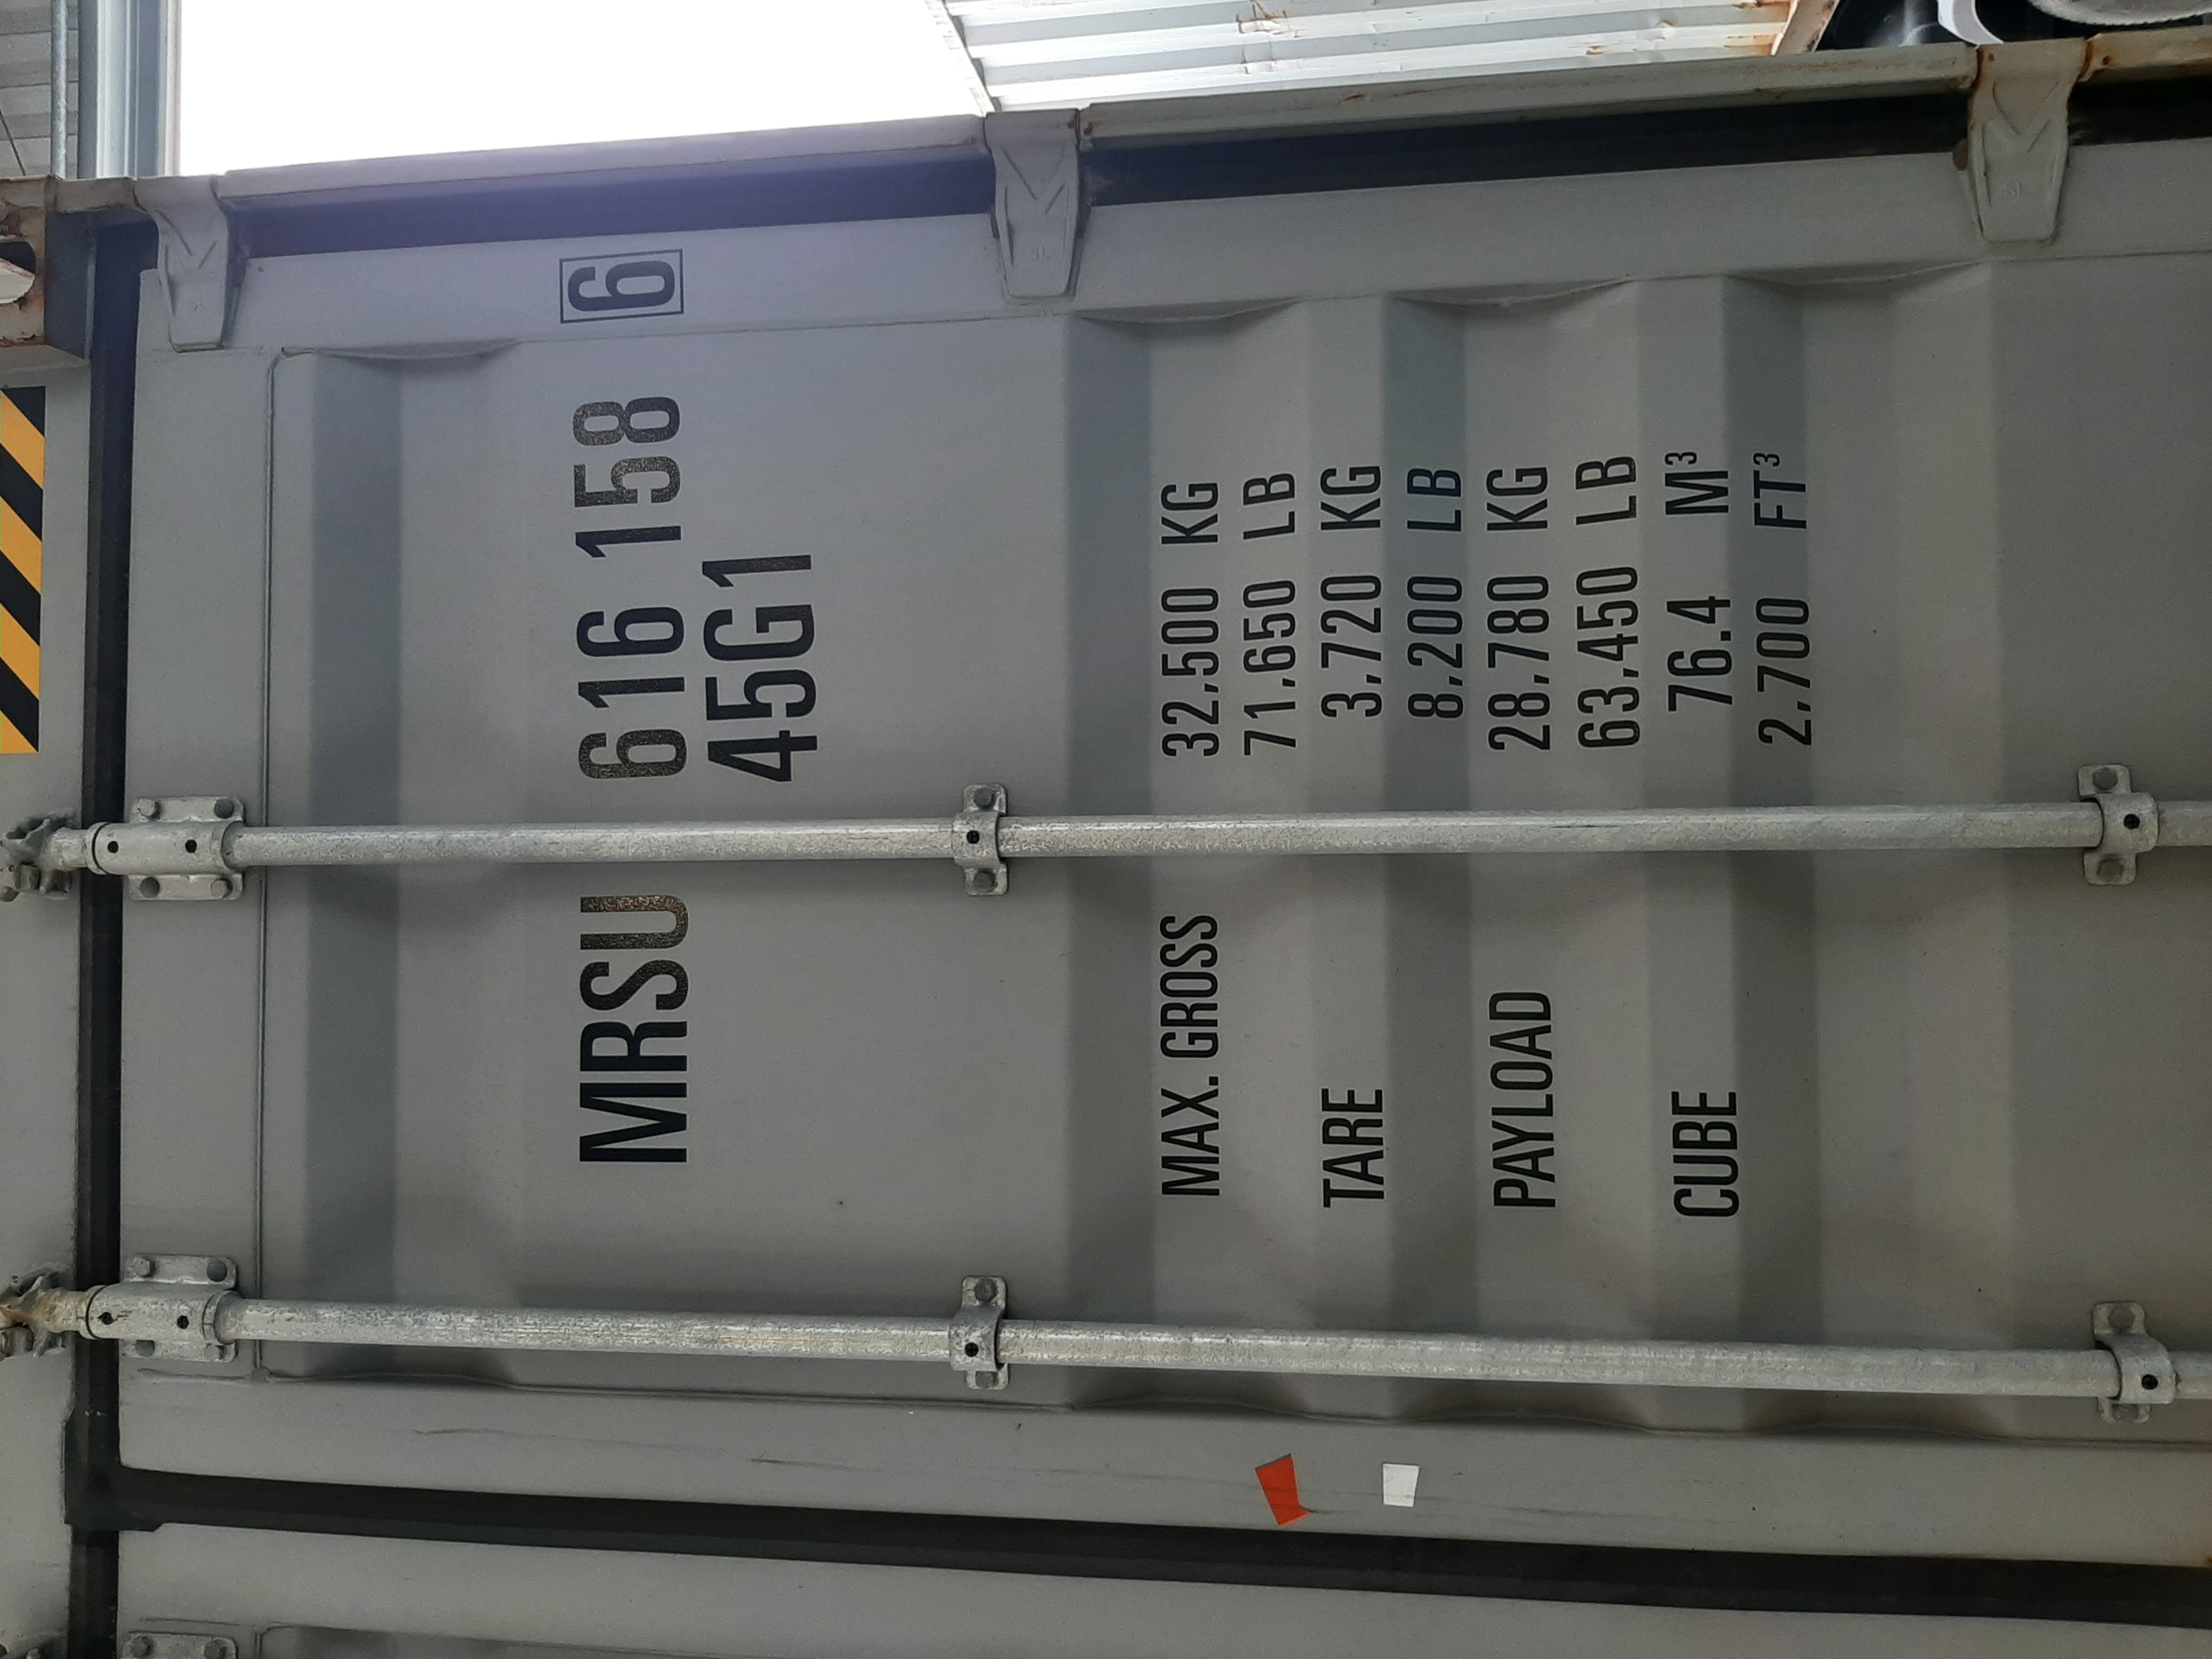 MRSU 616 158 6
45G1
MAX. GROSS 32.500 KG
71.650 LB
TARE 3.720 KG
8.200 LB
PAYLOAD 28.780 KG
63.450 LB
CUBE 76.4 M³
2.700 FT³